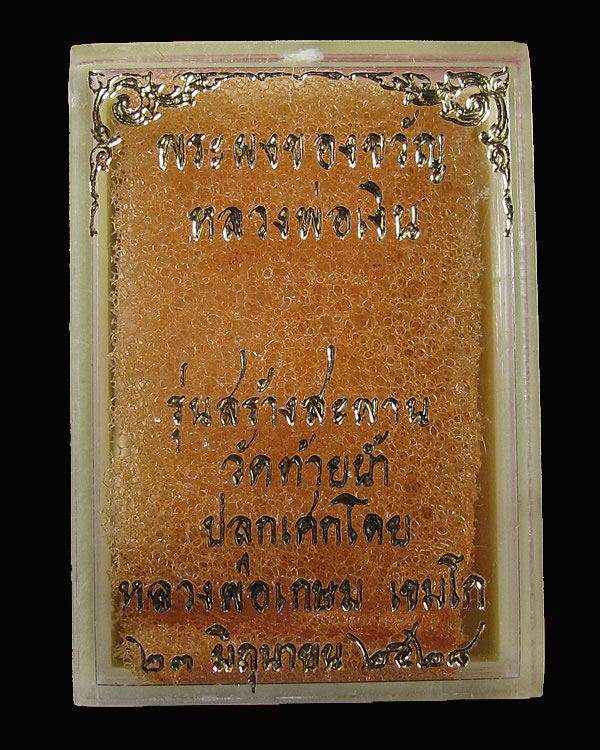 พระผงของขวัญ
หลวงพ่อเงิน
รุ่นสร้างสะพาน
วัดท้ายน้ำ
ปลุกเศกโดย
หลวงพ่อเกษม เขมโก
๒๓ มิถุนายน ๒๕๒๘